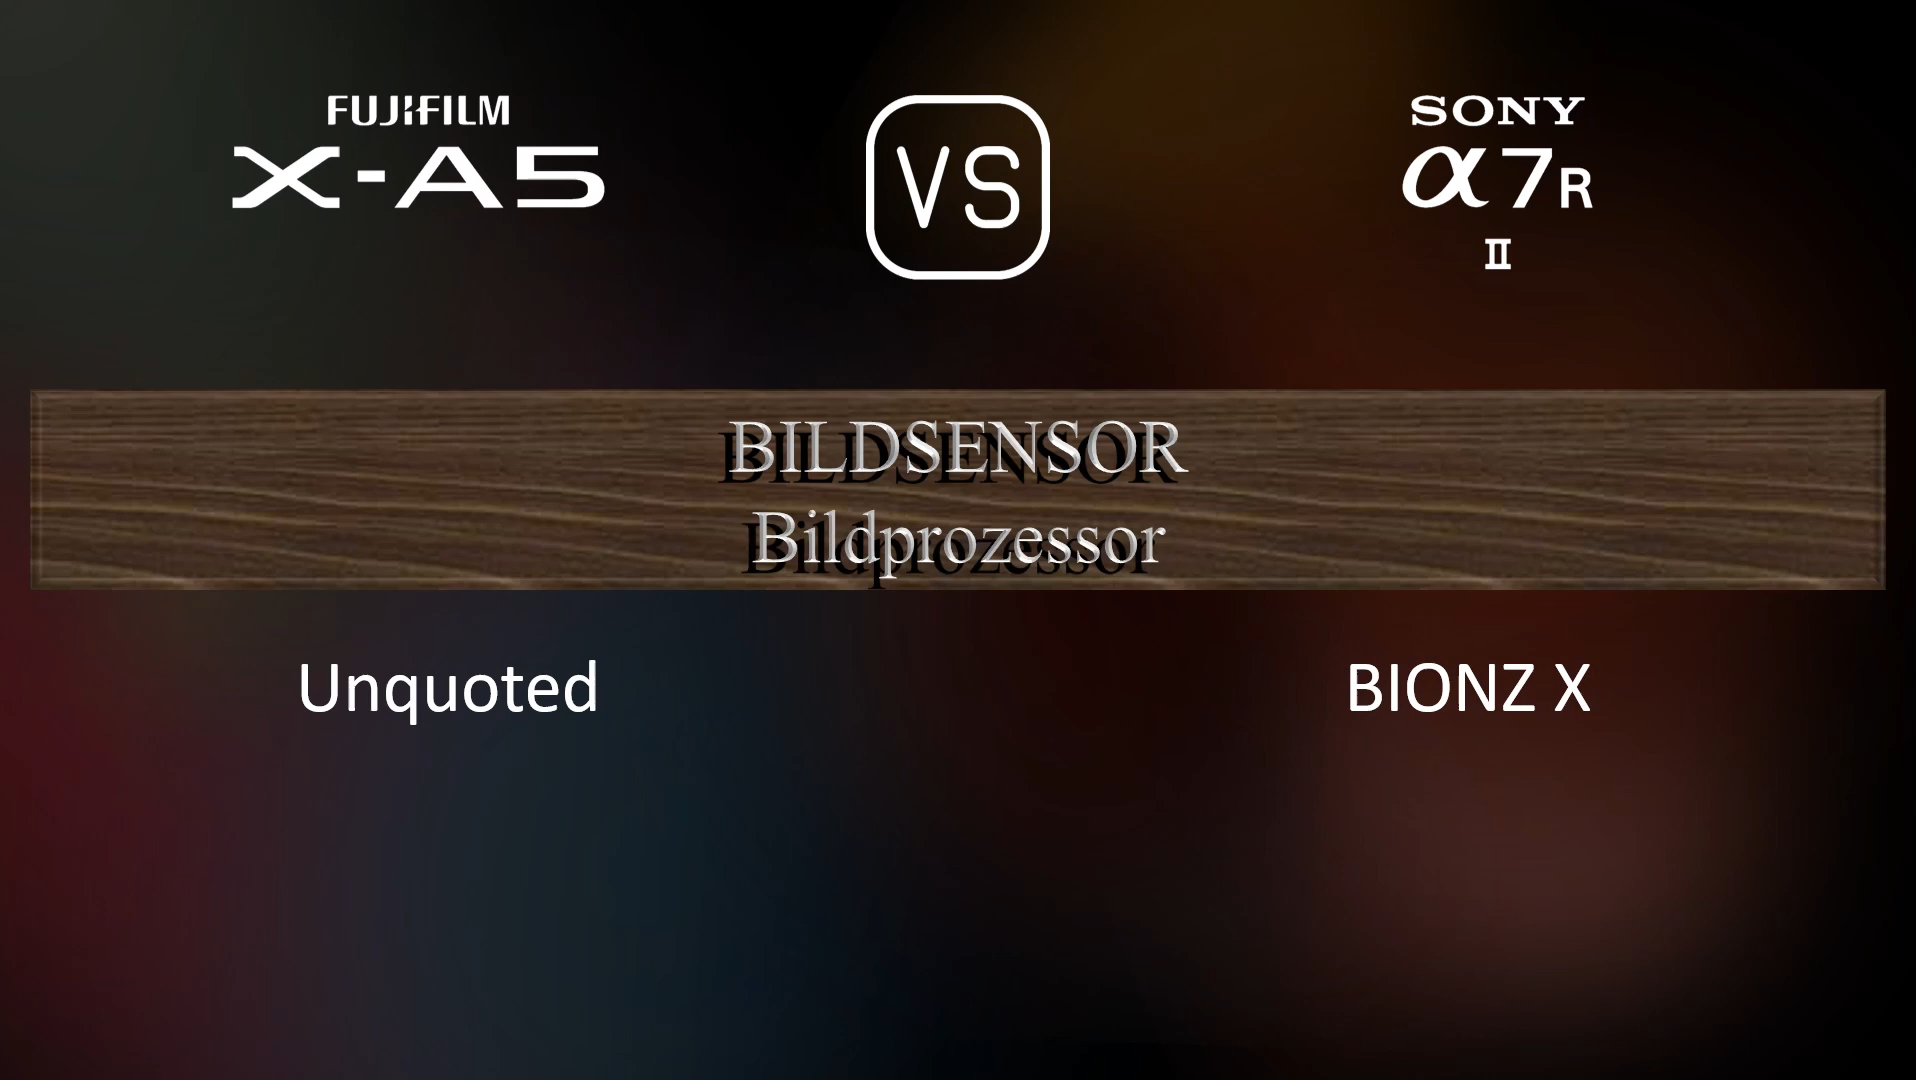 FUJIFILM
X-A5
VS
SONY
α7R
II
BILDSENSOR
Bildprozessor
Unquoted
BIONZ X